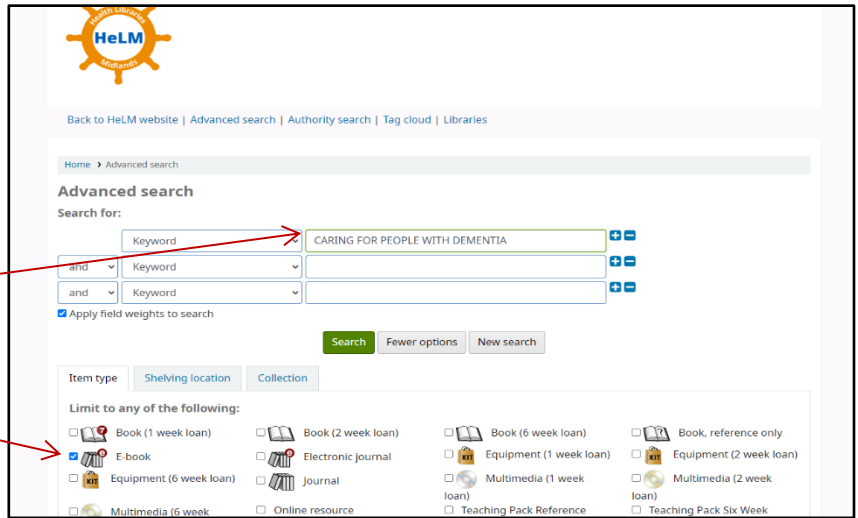 Health Libraries
HeLM
Midlands
Back to HeLM website | Advanced search | Authority search | Tag cloud | Libraries
Home > Advanced search
Advanced search
Search for:
Keyword CARING FOR PEOPLE WITH DEMENTIA
and Keyword
and Keyword
Apply field weights to search
Search Fewer options New search
Item type Shelving location Collection
Limit to any of the following:
7 Book (1 week loan) Book (2 week loan) Book (6 week loan) ? Book, reference only
e E-book e Electronic journal KIT Equipment (1 week loan) KIT Equipment (2 week loan)
KIT Equipment (6 week loan) Journal Multimedia (1 week loan) Multimedia (2 week loan)
Multimedia (6 week Online resource Teaching Pack Reference Teaching Pack Six Week